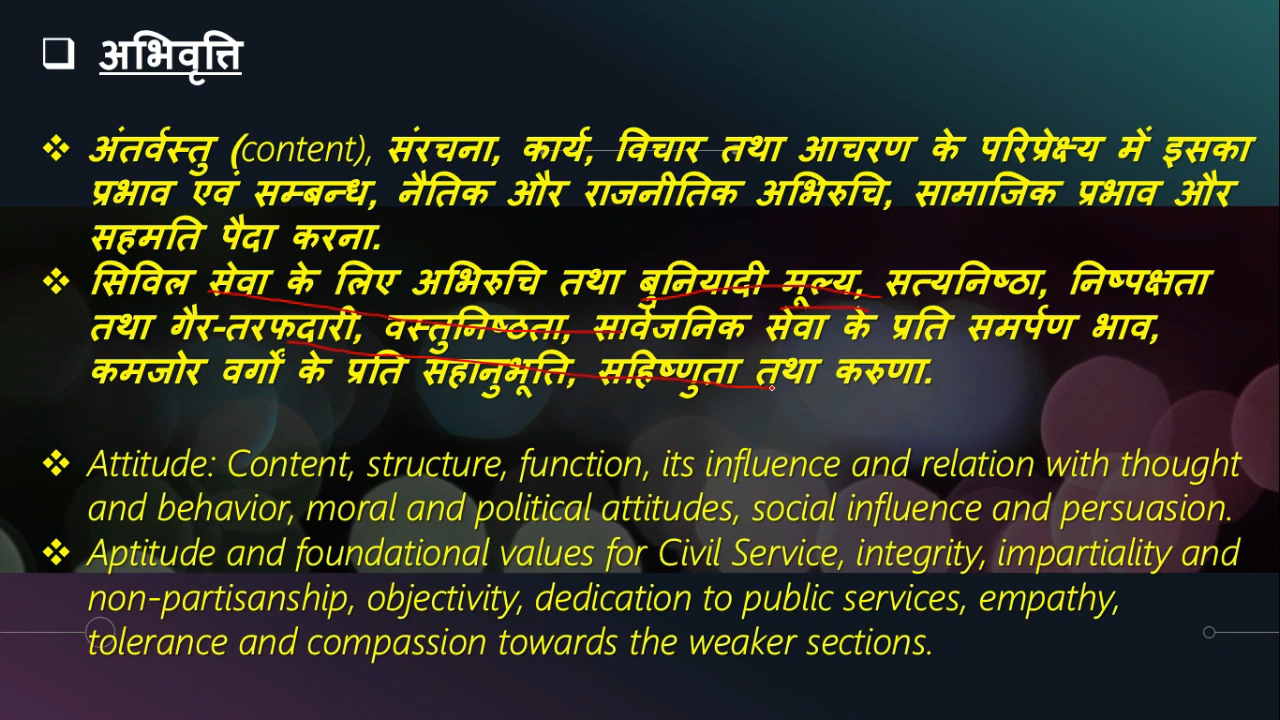 ❑ अभिवृत्ति
❖ अंतर्वस्तु (content), संरचना, कार्य, विचार तथा आचरण के परिप्रेक्ष्य में इसका
प्रभाव एवं सम्बन्ध, नैतिक और राजनीतिक अभिरुचि, सामाजिक प्रभाव और
सहमति पैदा करना.
❖ सिविल सेवा के लिए अभिरुचि तथा बुनियादी मूल्य, सत्यनिष्ठा, निष्पक्षता
तथा गैर-तरफदारी, वस्तुनिष्ठता, सार्वजनिक सेवा के प्रति समर्पण भाव,
कमजोर वर्गों के प्रति सहानुभूति, सहिष्णुता तथा करुणा.
❖ Attitude: Content, structure, function, its influence and relation with thought
and behavior, moral and political attitudes, social influence and persuasion.
❖ Aptitude and foundational values for Civil Service, integrity, impartiality and
non-partisanship, objectivity, dedication to public services, empathy,
tolerance and compassion towards the weaker sections.